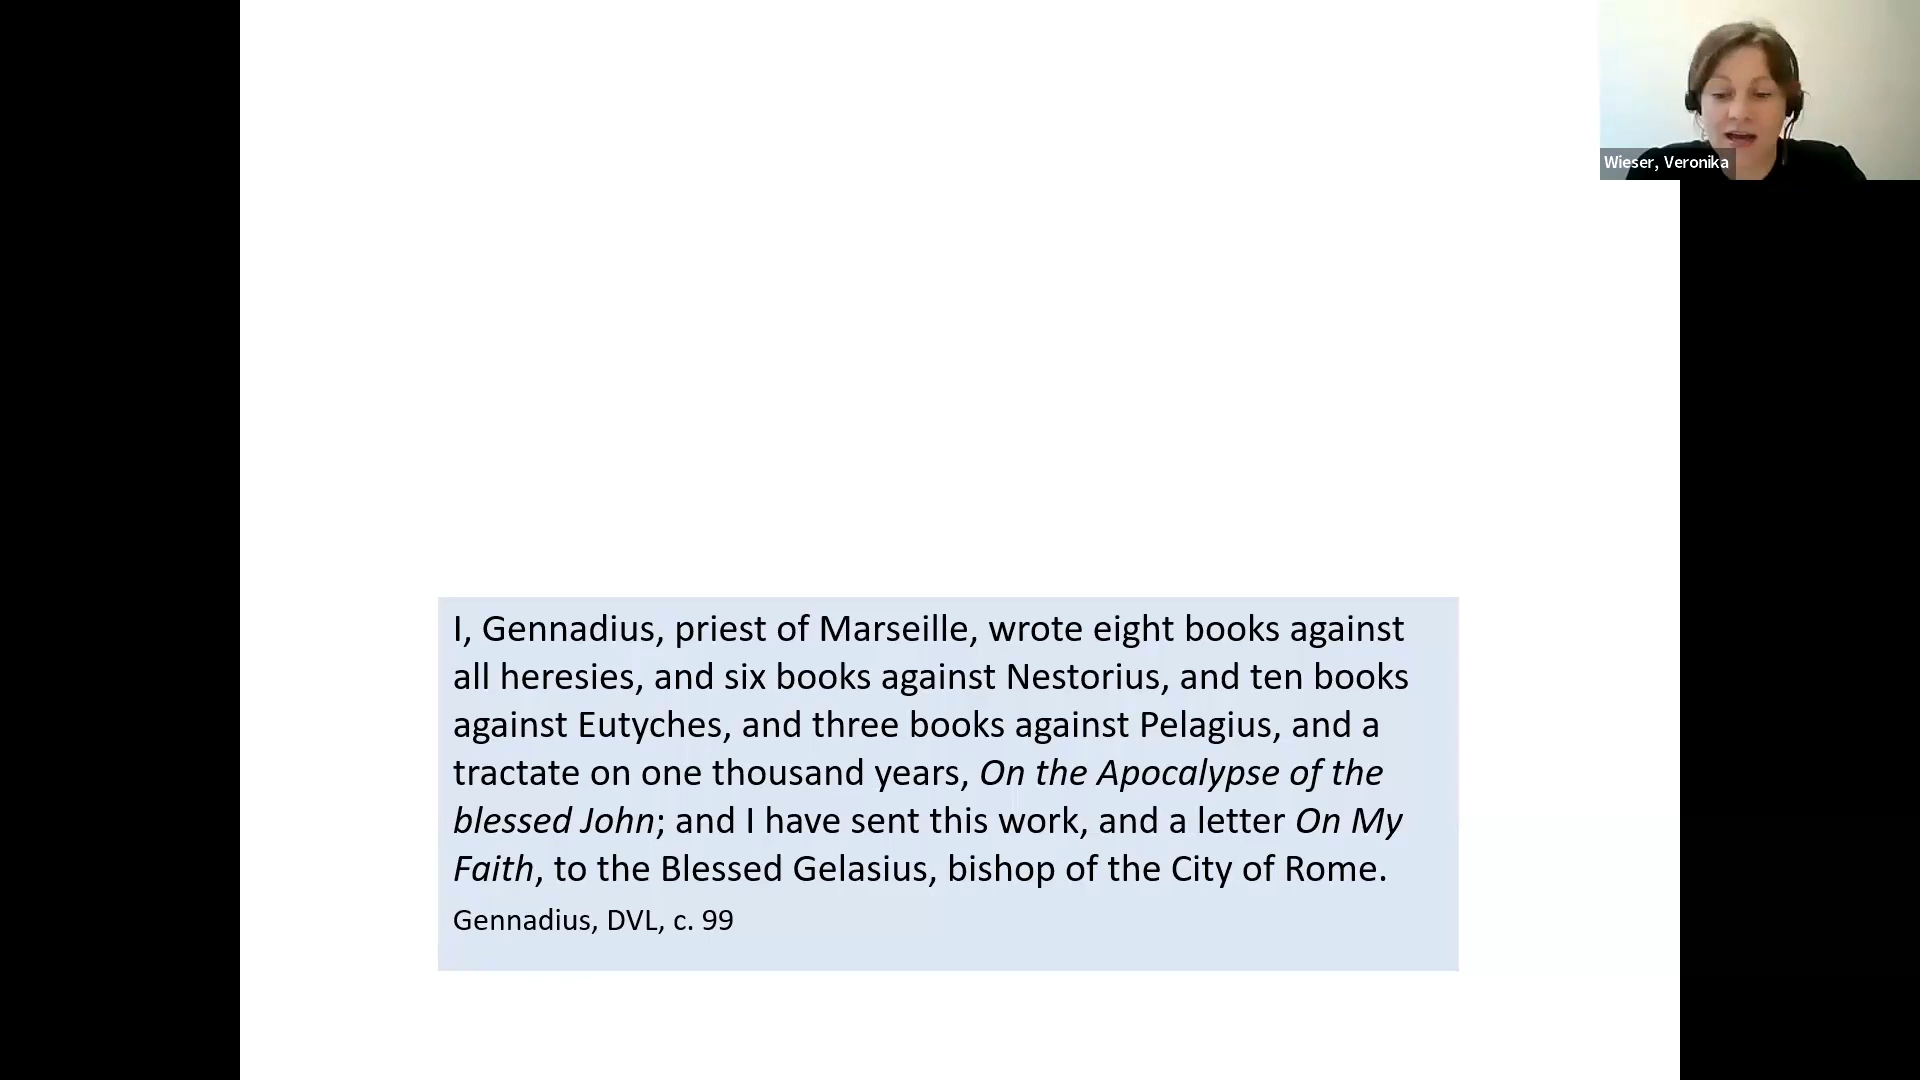 Wieser, Veronika
I, Gennadius, priest of Marseille, wrote eight books against
all heresies, and six books against Nestorius, and ten books
against Eutyches, and three books against Pelagius, and a
tractate on one thousand years, On the Apocalypse of the
blessed John; and I have sent this work, and a letter On My
Faith, to the Blessed Gelasius, bishop of the City of Rome.
Gennadius, DVL, c. 99